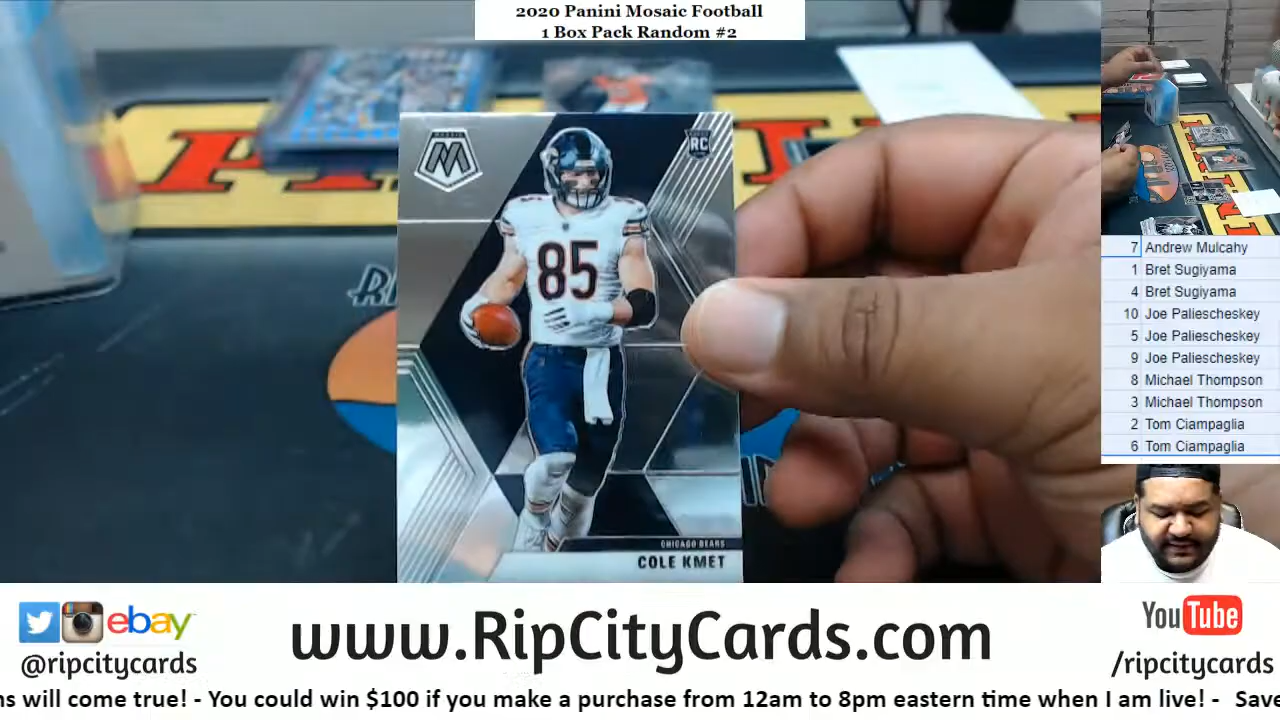 2020 Panini Mosaic Football
1 Box Pack Random #2
MOSAIC
RC
85
CHICAGO BEARS
COLE KMET
7 Andrew Mulcahy
1 Bret Sugiyama
4 Bret Sugiyama
10 Joe Paliescheskey
5 Joe Paliescheskey
9 Joe Paliescheskey
8 Michael Thompson
3 Michael Thompson
2 Tom Ciampaglia
6 Tom Ciampaglia
ebay
@ripcitycards
www.RipCityCards.com
YouTube
/ripcitycards
ns will come true! - You could win $100 if you make a purchase from 12am to 8pm eastern time when I am live! - Save